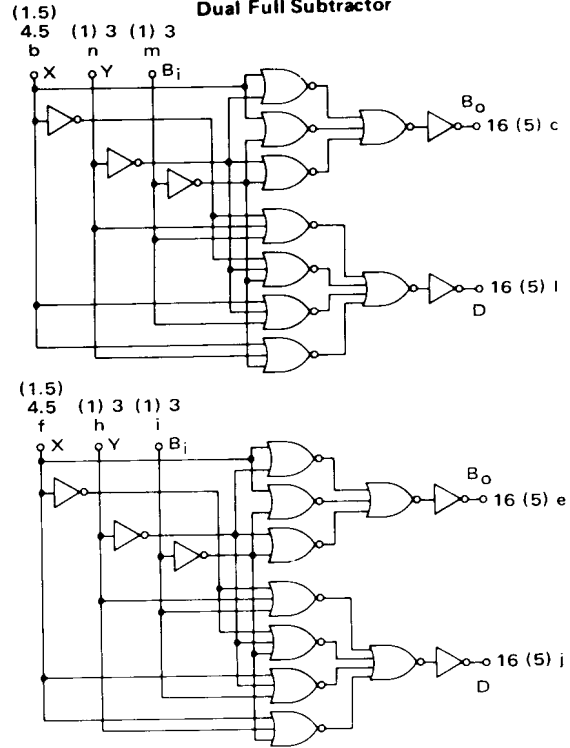 Dual Full Subtractor
(1.5)
4.5 (1) 3 (1) 3
b n m
X Y Bi
Bo
16 (5) c
16 (5) l
D
(1.5)
4.5 (1) 3 (1) 3
f h i
X Y Bi
Bo
16 (5) e
16 (5) j
D